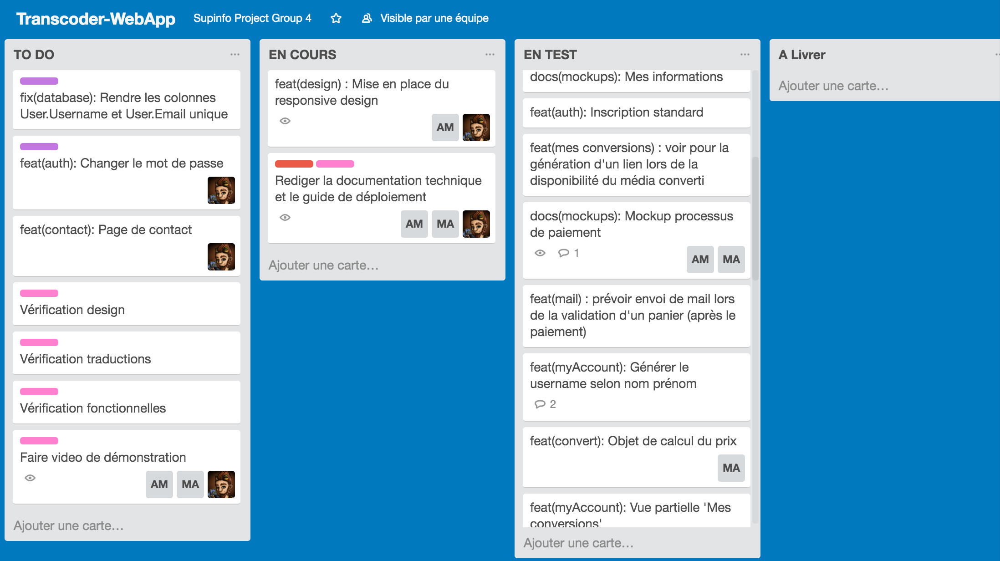 Transcoder-WebApp
Supinfo Project Group 4
Visible par une équipe
TO DO
fix(database): Rendre les colonnes
User.Username et User.Email unique
feat(auth): Changer le mot de passe
feat(contact): Page de contact
Vérification design
Vérification traductions
Vérification fonctionnelles
Faire video de démonstration
AM
MA
Ajouter une carte…
EN COURS
feat(design) : Mise en place du
responsive design
AM
Rediger la documentation technique
et le guide de déploiement
AM
MA
Ajouter une carte…
EN TEST
docs(mockups): Mes informations
feat(auth): Inscription standard
feat(mes conversions) : voir pour la
génération d'un lien lors de la
disponibilité du média converti
docs(mockups): Mockup processus
de paiement
1
AM
MA
feat(mail) : prévoir envoi de mail lors
de la validation d'un panier (après le
paiement)
feat(myAccount): Générer le
username selon nom prénom
2
feat(convert): Objet de calcul du prix
MA
feat(myAccount): Vue partielle 'Mes
conversions'
Ajouter une carte…
A Livrer
Ajouter une carte…